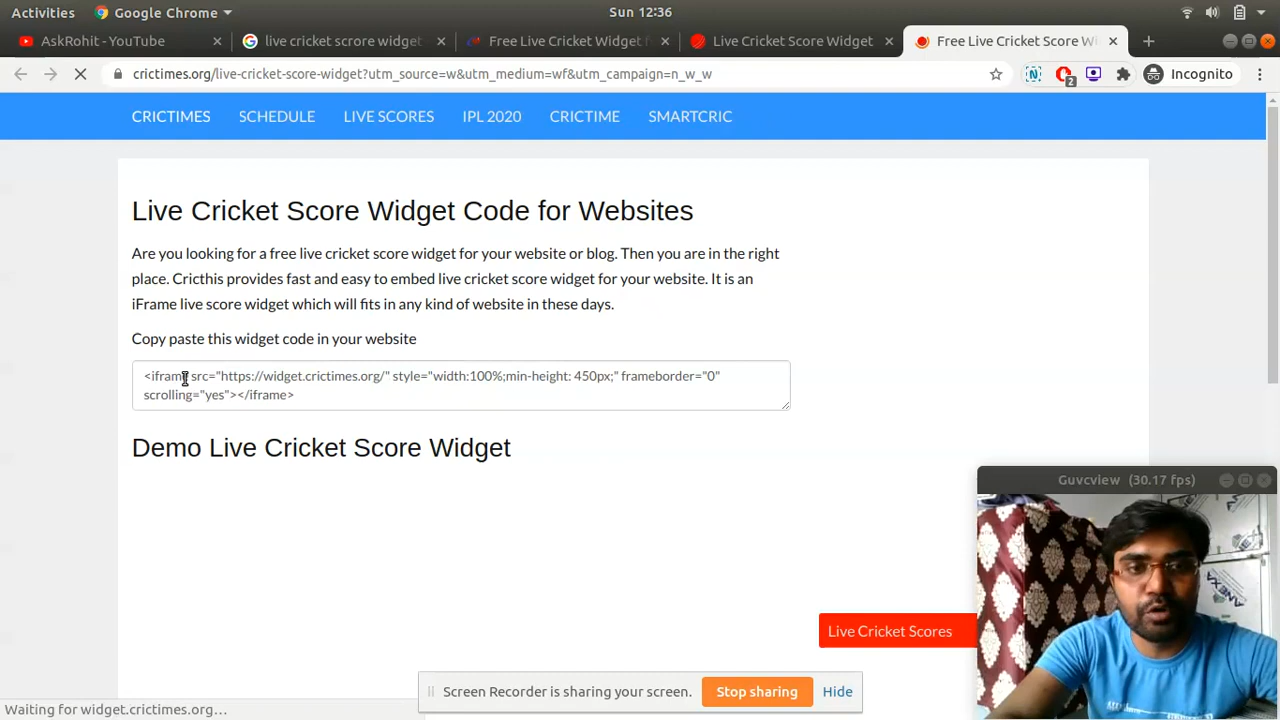 Activities
Google Chrome
Sun 12:36
AskRohit - YouTube
live cricket scrore widget
Free Live Cricket Widget f
Live Cricket Score Widget
Free Live Cricket Score Wi
crictimes.org/live-cricket-score-widget?utm_source=w&utm_medium=wf&utm_campaign=n_w_w
2
Incognito
CRICTIMES
SCHEDULE
LIVE SCORES
IPL 2020
CRICTIME
SMARTCRIC
Live Cricket Score Widget Code for Websites
Are you looking for a free live cricket score widget for your website or blog. Then you are in the right
place. Cricthis provides fast and easy to embed live cricket score widget for your website. It is an
iFrame live score widget which will fits in any kind of website in these days.
Copy paste this widget code in your website
<iframe src="https://widget.crictimes.org/" style="width:100%;min-height: 450px;" frameborder="0"
scrolling="yes"></iframe>
Demo Live Cricket Score Widget
Guvcview (30.17 fps)
Live Cricket Scores
Screen Recorder is sharing your screen.
Stop sharing
Hide
Waiting for widget.crictimes.org...